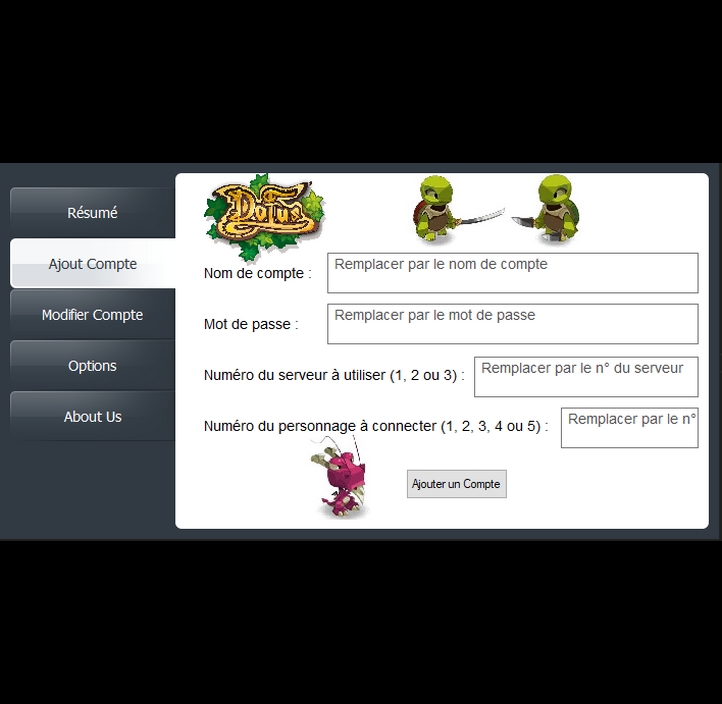 Résumé
Ajout Compte
Modifier Compte
Options
About Us
Dofus
Nom de compte :
Remplacer par le nom de compte
Mot de passe :
Remplacer par le mot de passe
Numéro du serveur à utiliser (1, 2 ou 3) :
Remplacer par le n° du serveur
Numéro du personnage à connecter (1, 2, 3, 4 ou 5) :
Remplacer par le n°
Ajouter un Compte